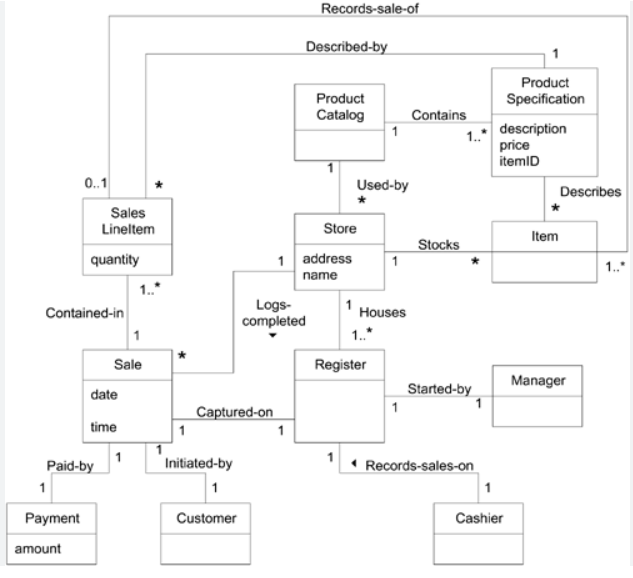 Records-sale-of
Described-by
1
Product
Specification
description
price
itemID
Product
Catalog
Contains
1
1..*
1
Used-by
*
Describes
*
0..1
*
Sales
LineItem
quantity
Store
address
name
Item
1
Stocks
1
*
1..*
1..*
Contained-in
1
Logs-
completed
1
Houses
1..*
Sale
date
time
*
Register
Manager
Started-by
1
1
Captured-on
1
1
Paid-by
1
1
Initiated-by
1
Records-sales-on
1
1
1
1
Payment
amount
Customer
Cashier